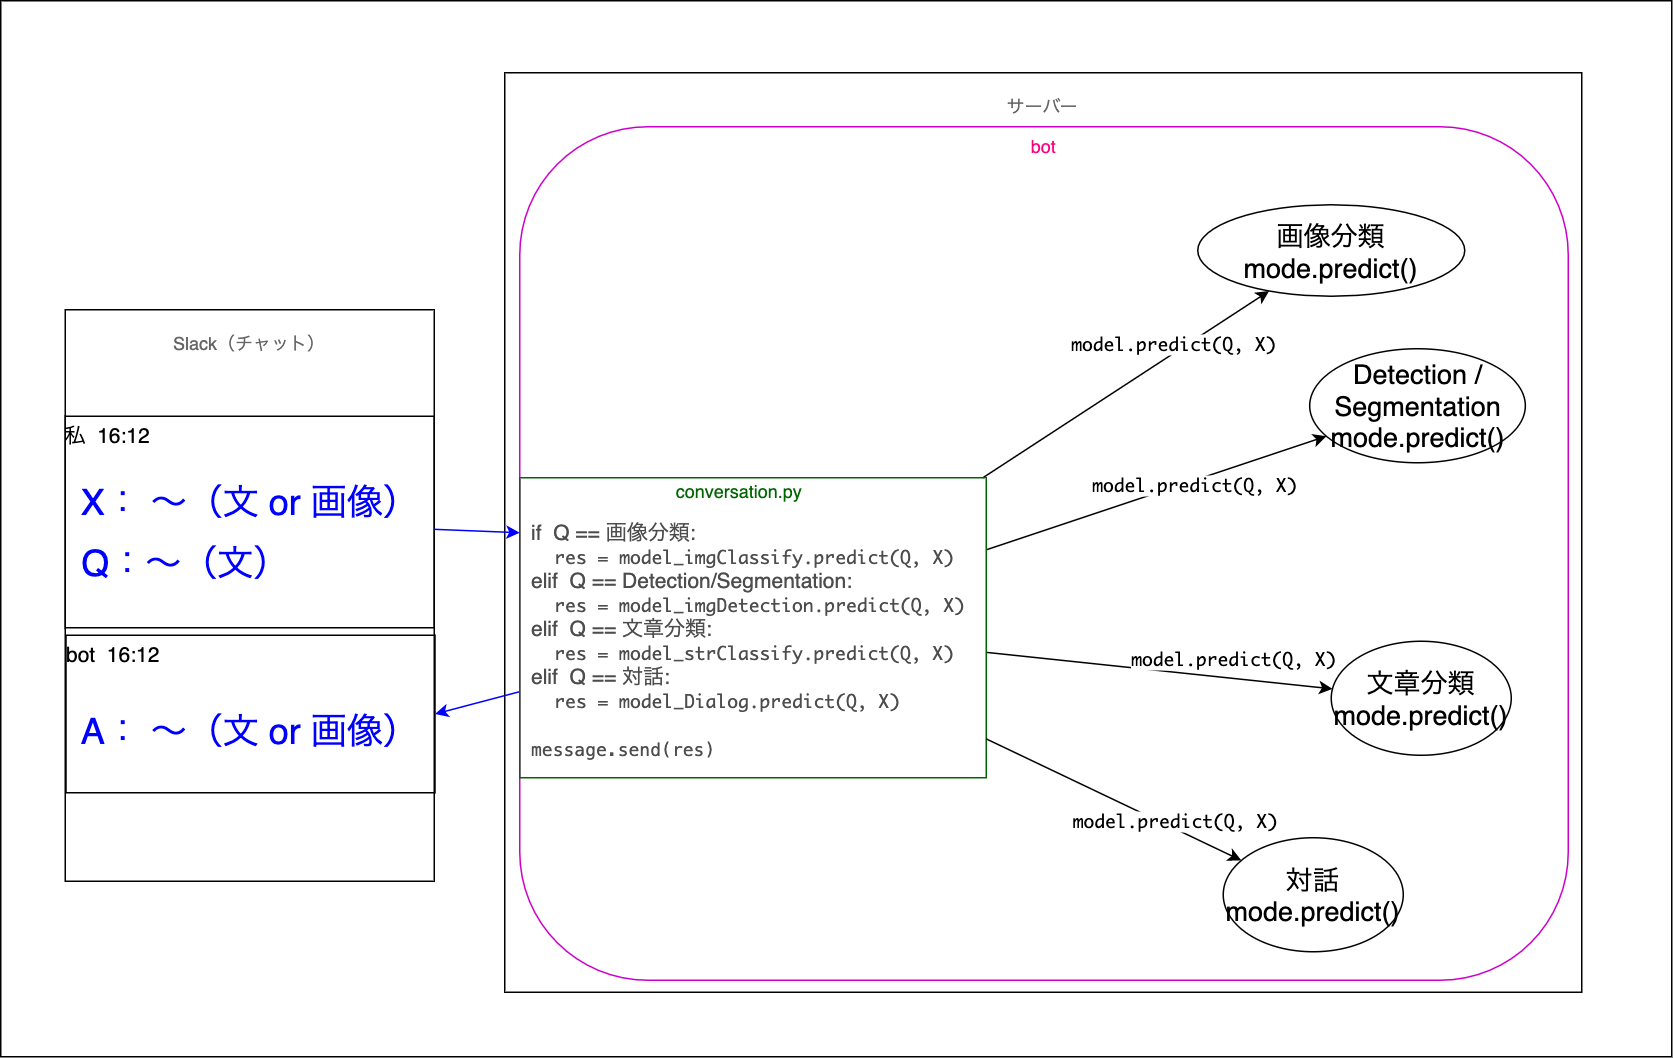 サーバー
bot
Slack（チャット）
私 16:12
X： 〜（文 or 画像）
Q：〜（文）
bot 16:12
A： 〜（文 or 画像）
conversation.py
if Q == 画像分類:
res = model_imgClassify.predict(Q, X)
elif Q == Detection/Segmentation:
res = model_imgDetection.predict(Q, X)
elif Q == 文章分類:
res = model_strClassify.predict(Q, X)
elif Q == 対話:
res = model_Dialog.predict(Q, X)
message.send(res)
model.predict(Q, X)
画像分類
mode.predict()
model.predict(Q, X)
Detection /
Segmentation
mode.predict()
model.predict(Q, X)
文章分類
mode.predict()
model.predict(Q, X)
対話
mode.predict()